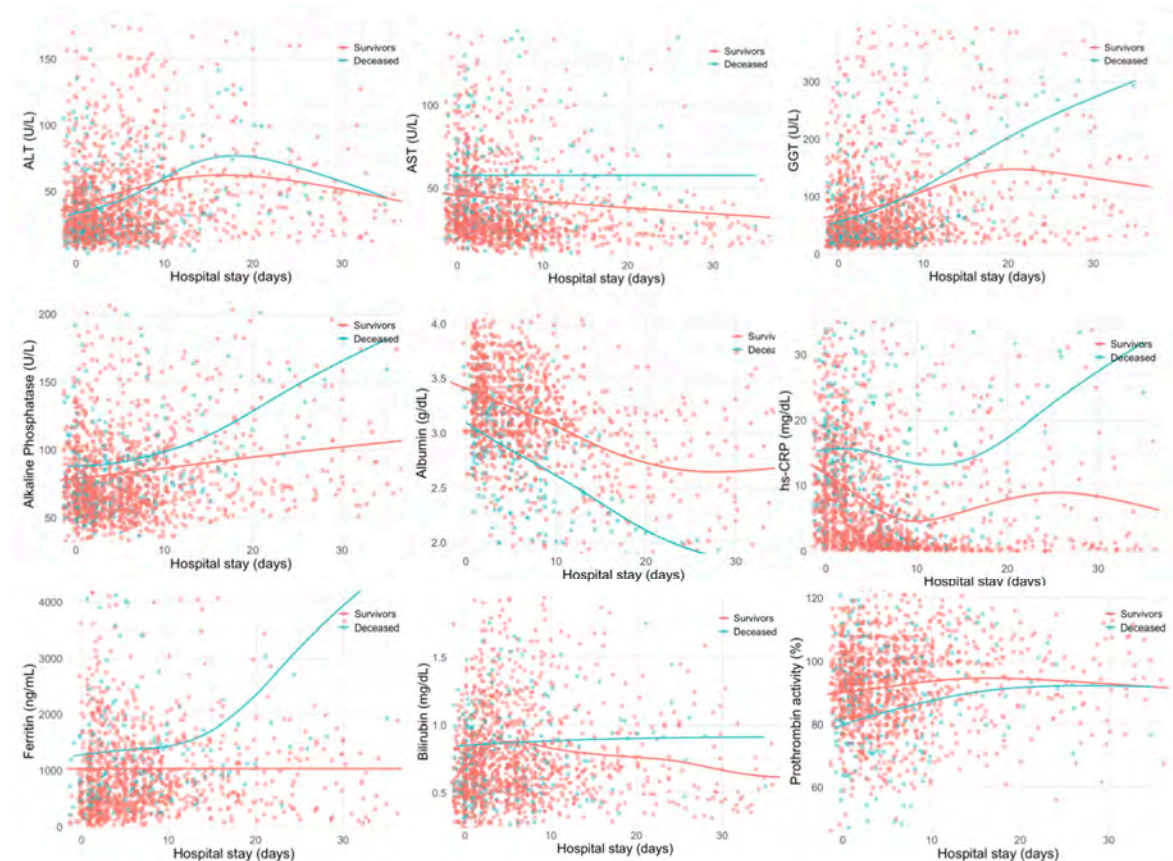 ALT (U/L)
150
100
50
0
10
20
30
Hospital stay (days)
Survivors
Deceased
AST (U/L)
100
50
0
10
20
30
Hospital stay (days)
Survivors
Deceased
GGT (U/L)
300
200
100
0
0
10
20
30
Hospital stay (days)
Survivors
Deceased
Alkaline Phosphatase (U/L)
200
150
100
50
0
10
20
30
Hospital stay (days)
Survivors
Deceased
Albumin (g/dL)
4.0
3.5
3.0
2.5
2.0
0
10
20
30
Hospital stay (days)
Surviv
Decea
hs-CRP (mg/dL)
30
20
10
0
0
10
20
30
Hospital stay (days)
Survivors
Deceased
Ferritin (ng/mL)
4000
3000
2000
1000
0
0
10
20
30
Hospital stay (days)
Survivors
Deceased
Bilirubin (mg/dL)
1.5
1.0
0.5
0
10
20
30
Hospital stay (days)
Survivors
Deceased
Prothrombin activity (%)
120
100
80
60
0
10
20
30
Hospital stay (days)
Survivors
Deceased